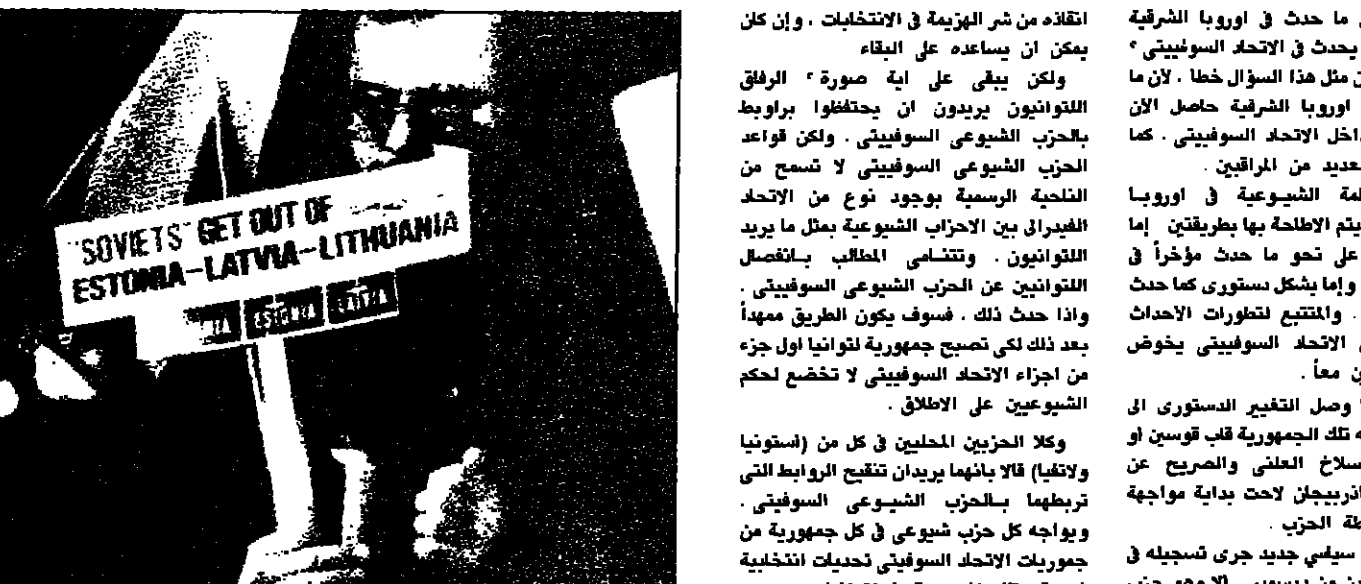 "SOVIETS" GET OUT OF
ESTONIA-LATVIA-LITHUANIA
ESTONIA LATVIA
ما حدث في اوروبا الشرقية
يحدث في الاتحاد السوفييتي ؟
مثل هذا السؤال خطا ، لأن ما
اوروبا الشرقية حاصل الآن
داخل الاتحاد السوفييتي . كما
العديد من المراقبين .
الشيوعية في اوروبا
يتم الاطاحة بها بطريقتين إما
على نحو ما حدث مؤخراً في
وإما بشكل دستوري كما حدث
. والمتتبع لتطورات الأحداث
الاتحاد السوفييتي يخوض
معاً .
وصل التغيير الدستوري الى
تلك الجمهورية قاب قوسين او
العلني والصريح عن
اذربيجان لاحت بداية مواجهة
الحزب .
سياسي جديد جرى تسجيله في
انقاذه من شر الهزيمة في الانتخابات ، وإن كان
يمكن ان يساعده على البقاء
ولكن يبقى على اية صورة ؟ الرفاق
اللتوانيون يريدون ان يحتفظوا براوبط
بالحزب الشيوعي السوفييتي . ولكن قواعد
الحزب الشيوعي السوفييتي لا تسمح من
الناحية الرسمية بوجود نوع من الاتحاد
الفيدرالي بين الاحزاب الشيوعية بمثل ما يريد
اللتوانيون . وتتنامى المطالب بانفصال
اللتوانيين عن الحزب الشيوعي السوفييتي .
واذا حدث ذلك ، فسوف يكون الطريق ممهداً
بعد ذلك لكي تصبح جمهورية لتوانيا اول جزء
من اجزاء الاتحاد السوفييتي لا تخضع لحكم
الشيوعيين على الاطلاق .
وكلا الحزبين المحليين في كل من (استونيا
ولاتفيا) قالا بانهما يريدان تنقيح الروابط التي
تربطهما بالحزب الشيوعي السوفيتي .
ويواجه كل حزب شيوعي في كل جمهورية من
جموريات الاتحاد السوفيتي تحديات انتخابية